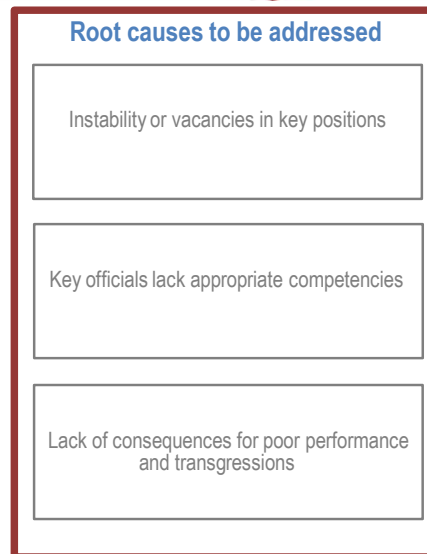 Root causes to be addressed
Instability or vacancies in key positions
Key officials lack appropriate competencies
Lack of consequences for poor performance
and transgressions